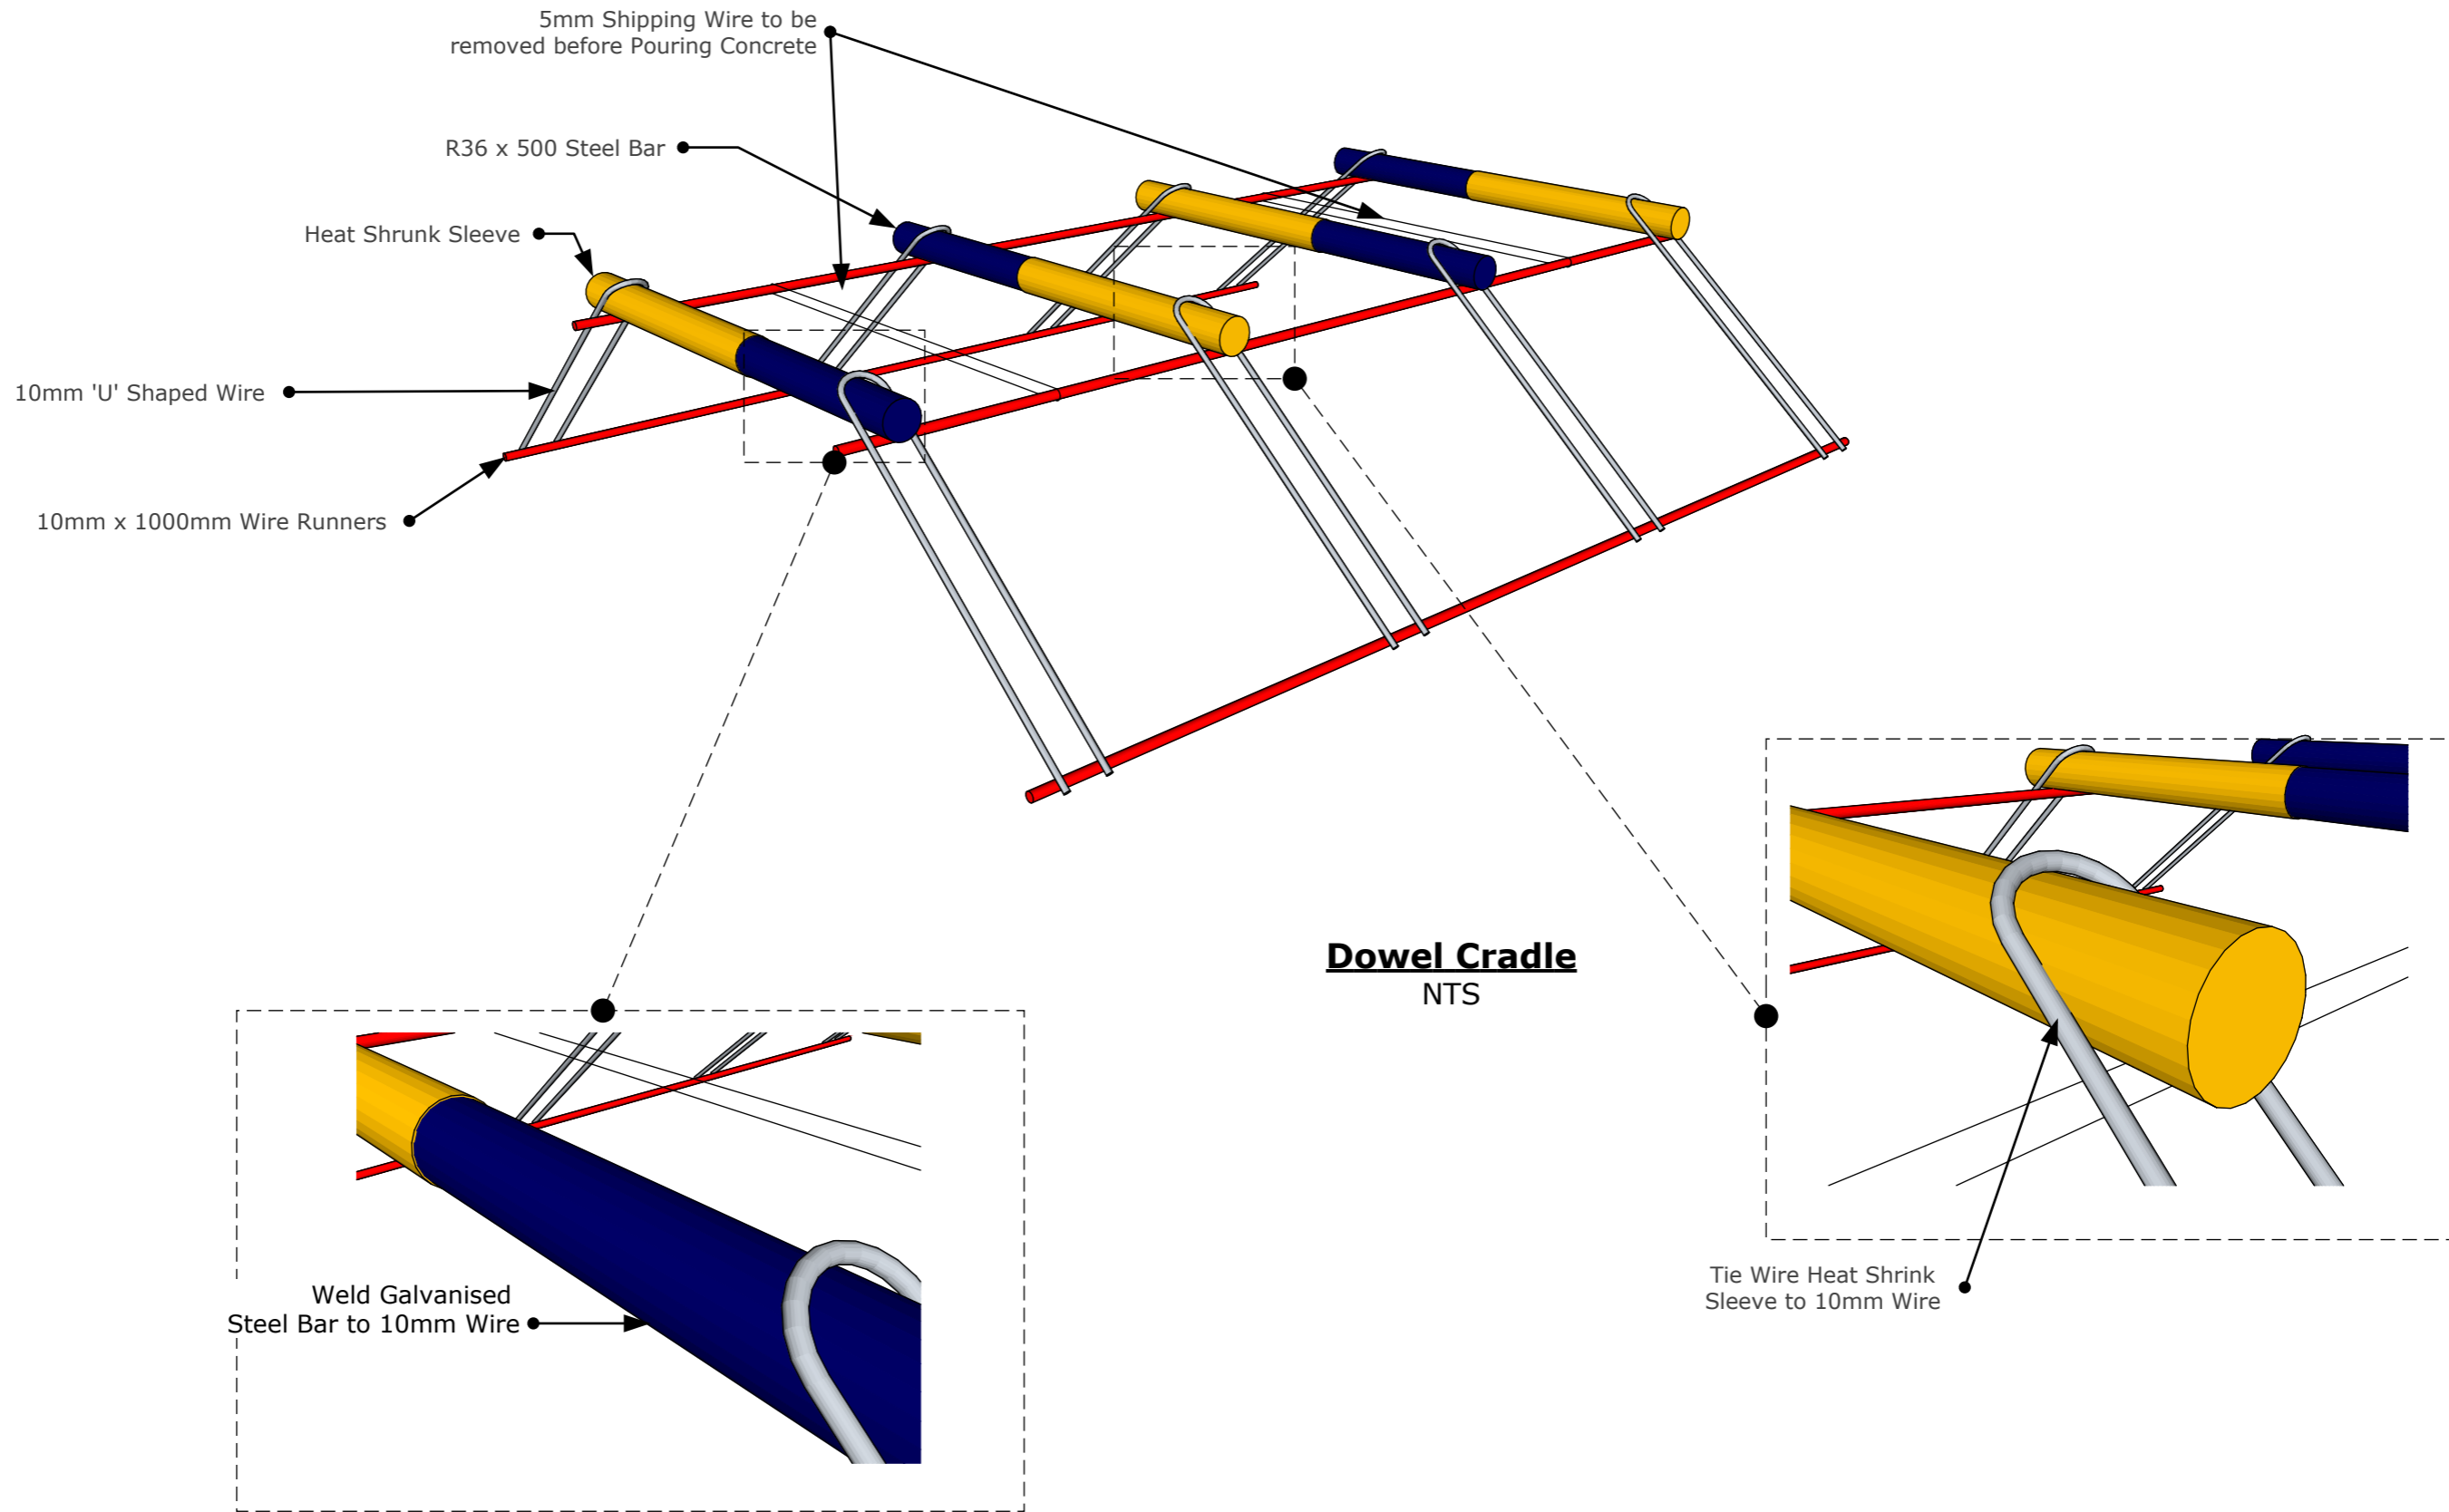 5mm Shipping Wire to be
removed before Pouring Concrete
R36 x 500 Steel Bar
Heat Shrunk Sleeve
10mm 'U' Shaped Wire
10mm x 1000mm Wire Runners
Dowel Cradle
NTS
Weld Galvanised
Steel Bar to 10mm Wire
Tie Wire Heat Shrink
Sleeve to 10mm Wire